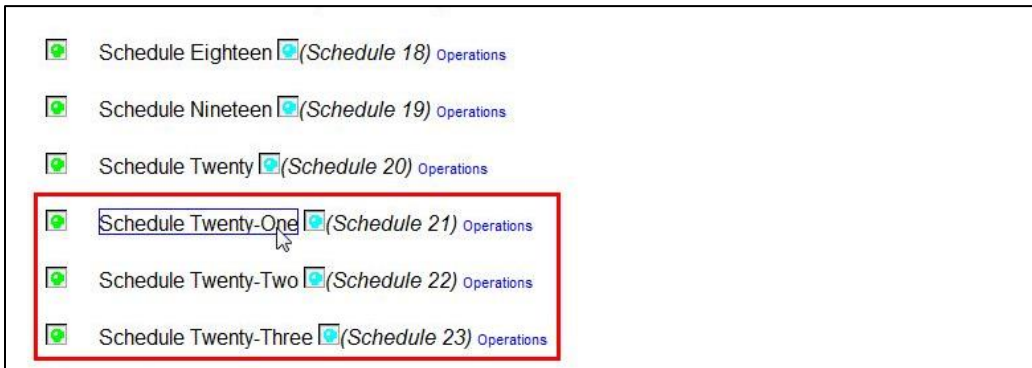 Schedule Eighteen (Schedule 18) Operations
Schedule Nineteen (Schedule 19) Operations
Schedule Twenty (Schedule 20) Operations
Schedule Twenty-One (Schedule 21) Operations
Schedule Twenty-Two (Schedule 22) Operations
Schedule Twenty-Three (Schedule 23) Operations